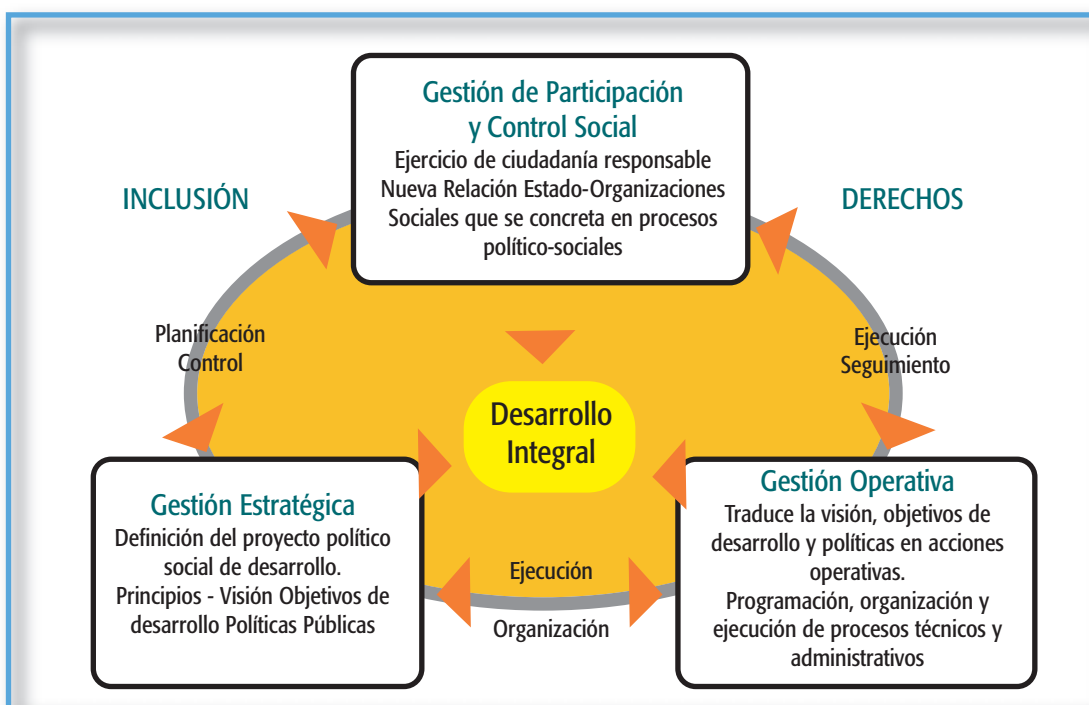 Gestión de Participación
y Control Social
Ejercicio de ciudadanía responsable
Nueva Relación Estado-Organizaciones
Sociales que se concreta en procesos
político-sociales
INCLUSIÓN
DERECHOS
Planificación
Control
Ejecución
Seguimiento
Desarrollo
Integral
Gestión Estratégica
Definición del proyecto político
social de desarrollo.
Principios - Visión Objetivos de
desarrollo Políticas Públicas
Ejecución
Organización
Gestión Operativa
Traduce la visión, objetivos de
desarrollo y políticas en acciones
operativas.
Programación, organización y
ejecución de procesos técnicos y
administrativos